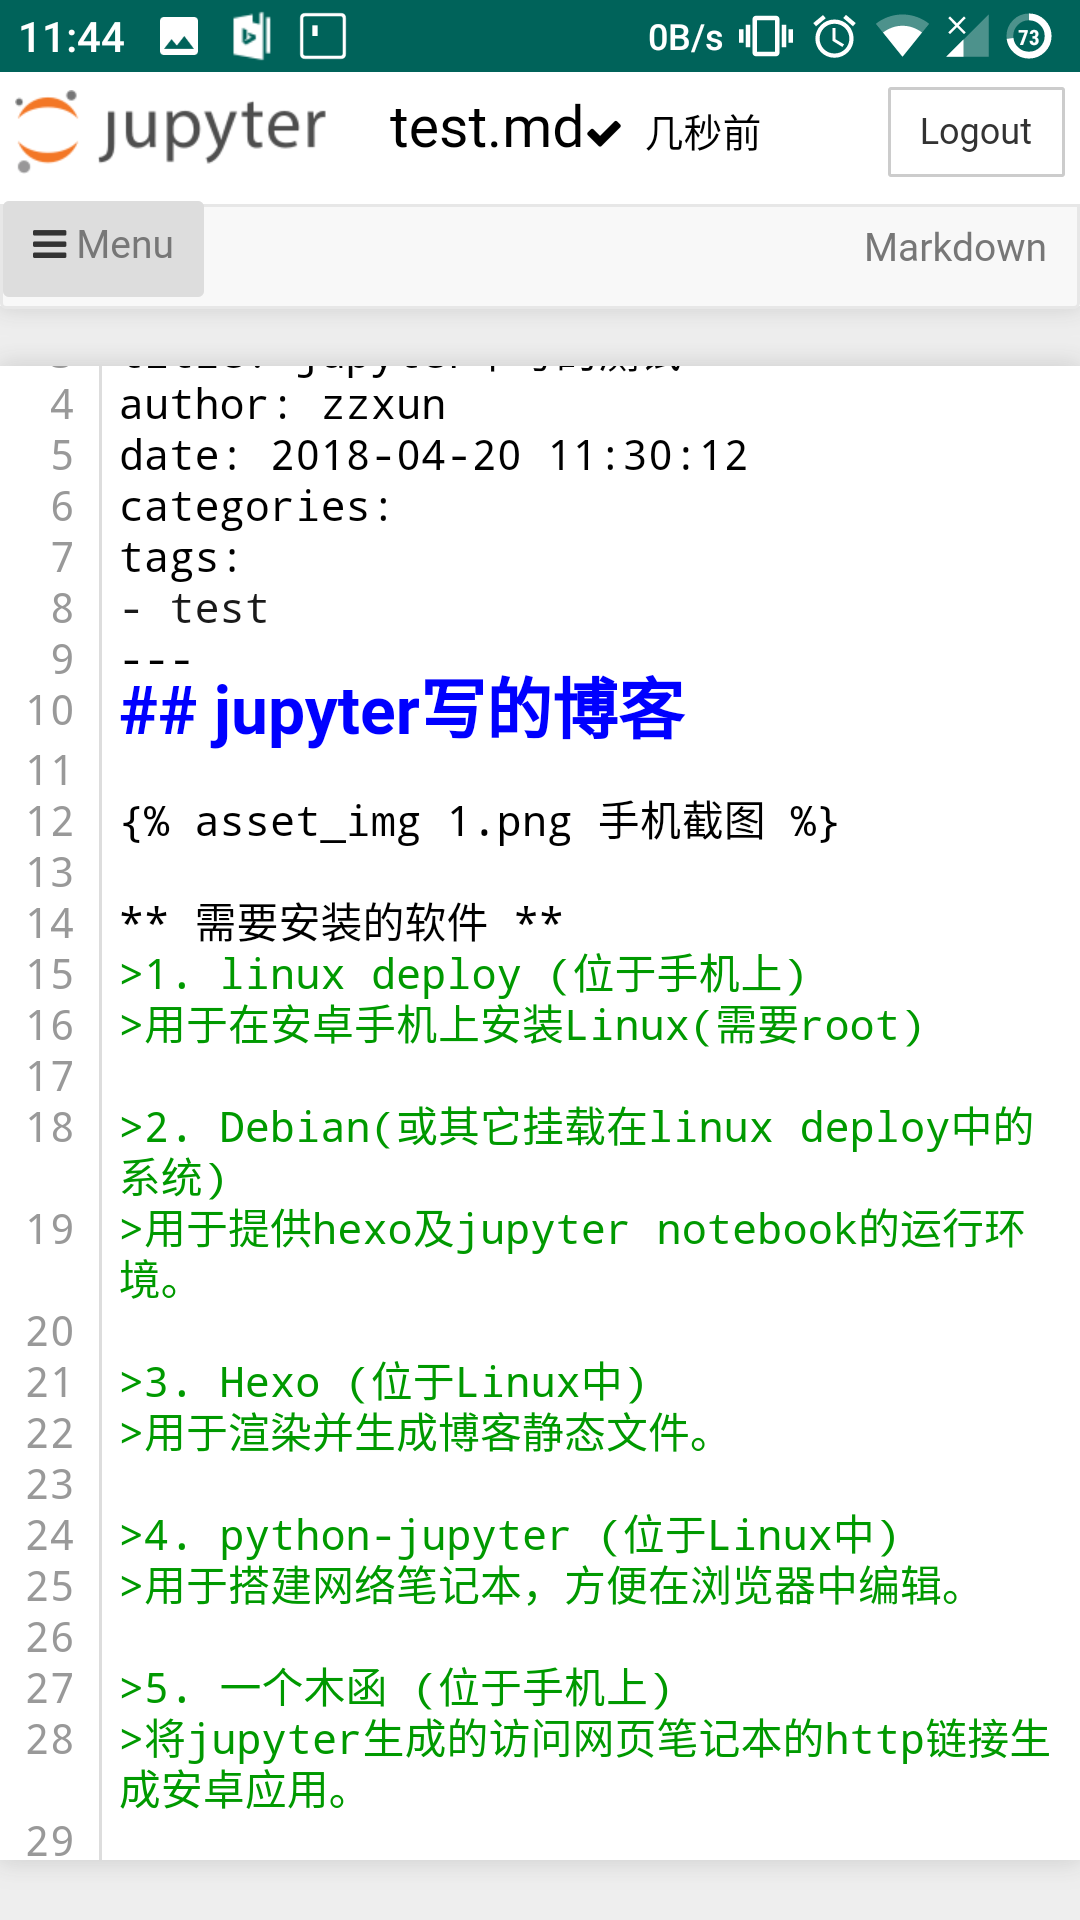 11:44 0B/s 73
jupyter test.md 几秒前 Logout
Menu Markdown
4 author: zzxun
5 date: 2018-04-20 11:30:12
6 categories:
7 tags:
8 - test
9 ---
10 ## jupyter写的博客
11
12 {% asset_img 1.png 手机截图 %}
13
14 ** 需要安装的软件 **
15 >1. linux deploy (位于手机上)
16 >用于在安卓手机上安装Linux(需要root)
17
18 >2. Debian(或其它挂载在linux deploy中的
系统)
19 >用于提供hexo及jupyter notebook的运行环
境。
20
21 >3. Hexo (位于Linux中)
22 >用于渲染并生成博客静态文件。
23
24 >4. python-jupyter (位于Linux中)
25 >用于搭建网络笔记本，方便在浏览器中编辑。
26
27 >5. 一个木函 (位于手机上)
28 >将jupyter生成的访问网页笔记本的http链接生
成安卓应用。
29